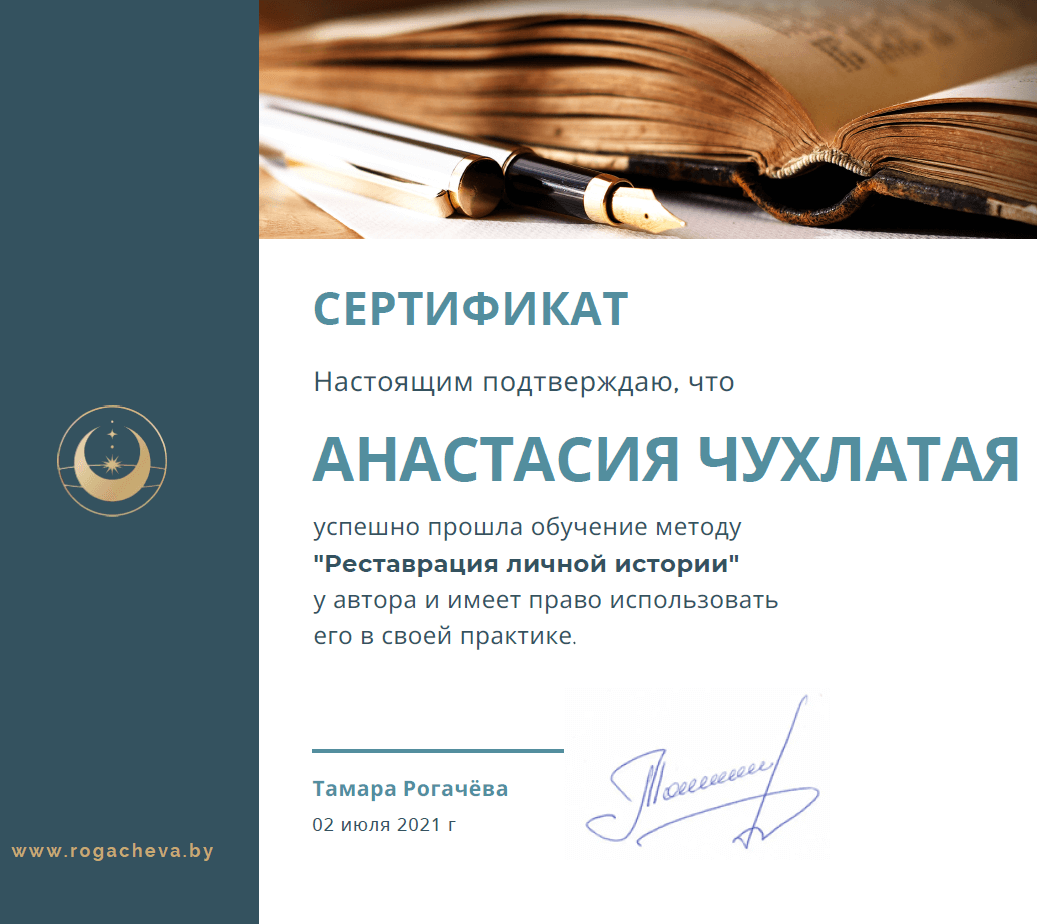 СЕРТИФИКАТ
Настоящим подтверждаю, что
АНАСТАСИЯ ЧУХЛАТАЯ
успешно прошла обучение методу
"Реставрация личной истории"
у автора и имеет право использовать
его в своей практике.
Тамара Рогачёва
02 июля 2021 г
www.rogacheva.by